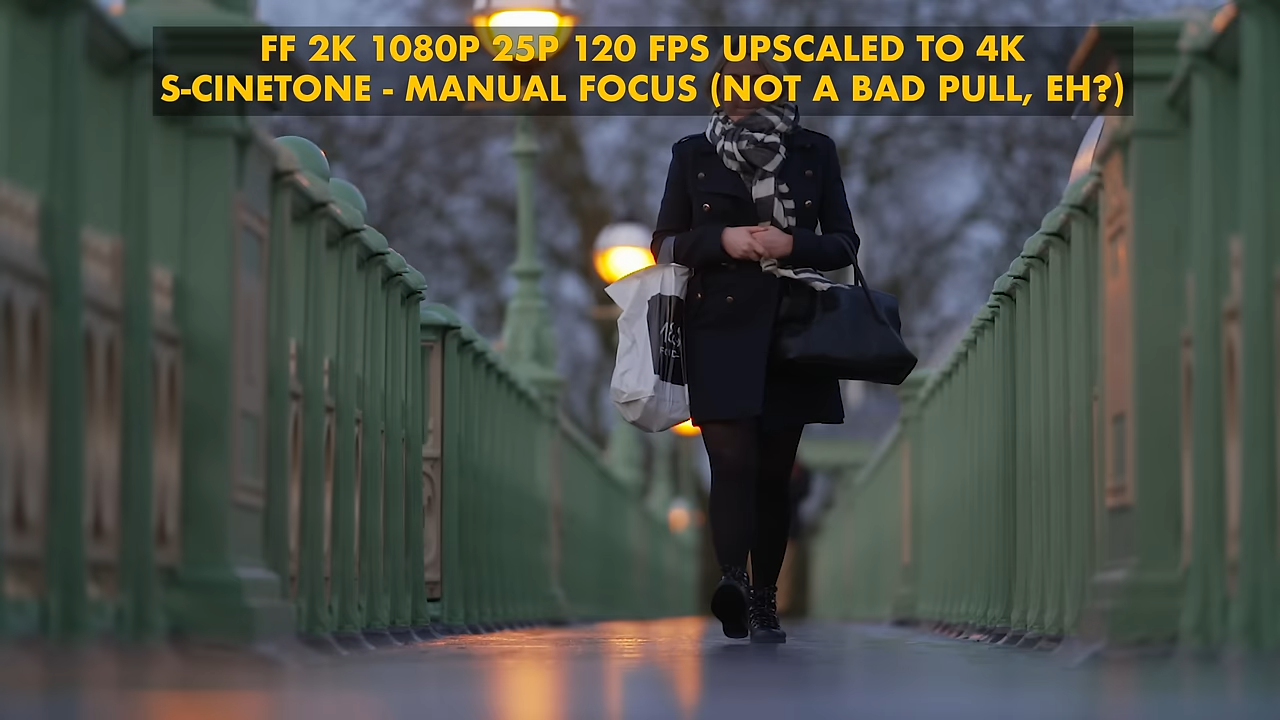 FF 2K 1080P 25P 120 FPS UPSCALED TO 4K
S-CINETONE - MANUAL FOCUS (NOT A BAD PULL, EH?)